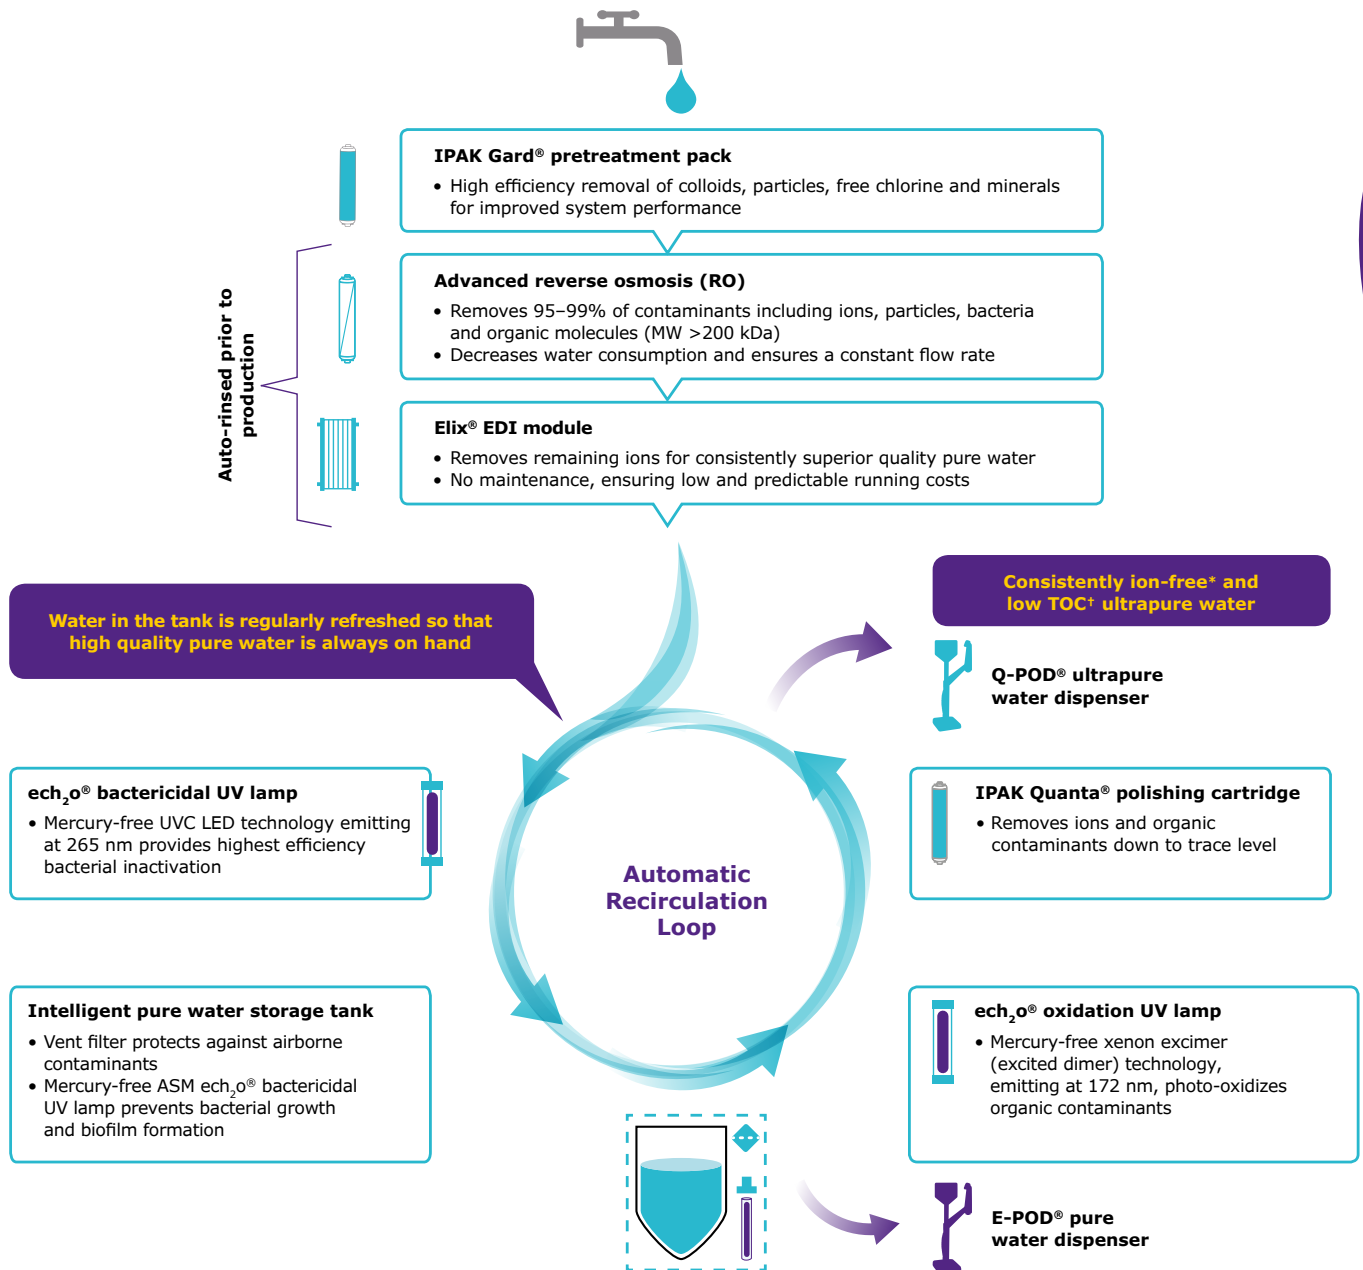 IPAK Gard® pretreatment pack
• High efficiency removal of colloids, particles, free chlorine and minerals
for improved system performance
Auto-rinsed prior to
production
Advanced reverse osmosis (RO)
• Removes 95–99% of contaminants including ions, particles, bacteria
and organic molecules (MW >200 kDa)
• Decreases water consumption and ensures a constant flow rate
Elix® EDI module
• Removes remaining ions for consistently superior quality pure water
• No maintenance, ensuring low and predictable running costs
Water in the tank is regularly refreshed so that
high quality pure water is always on hand
ech₂o® bactericidal UV lamp
• Mercury-free UVC LED technology emitting
at 265 nm provides highest efficiency
bacterial inactivation
Intelligent pure water storage tank
• Vent filter protects against airborne
contaminants
• Mercury-free ASM ech₂o® bactericidal
UV lamp prevents bacterial growth
and biofilm formation
Automatic
Recirculation
Loop
Consistently ion-free* and
low TOC† ultrapure water
Q-POD® ultrapure
water dispenser
IPAK Quanta® polishing cartridge
• Removes ions and organic
contaminants down to trace level
ech₂o® oxidation UV lamp
• Mercury-free xenon excimer
(excited dimer) technology,
emitting at 172 nm, photo-oxidizes
organic contaminants
E-POD® pure
water dispenser